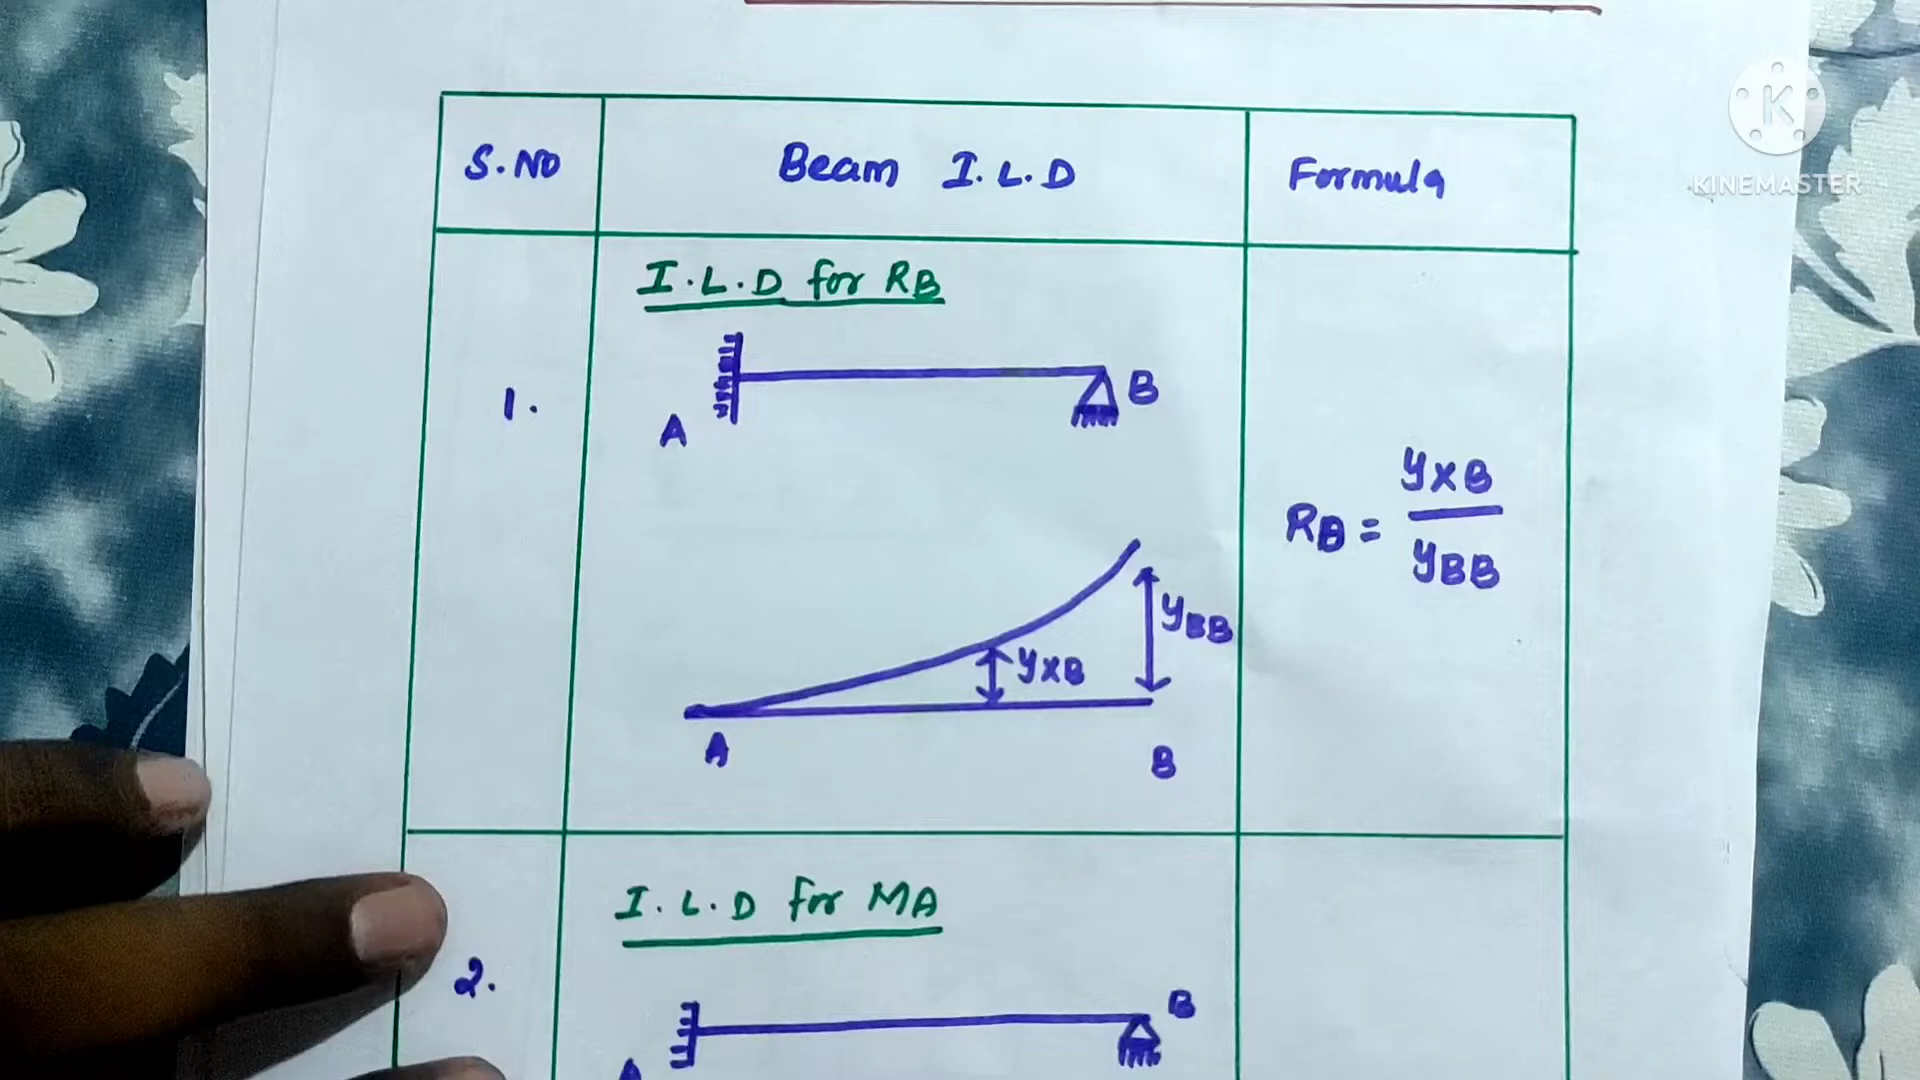 S.NO Beam I.L.D Formula
I.L.D for RB
1.
A
B
RB = yxB
yBB
yBB
yxB
A
B
I.L.D for MA
2.
B
A
K
KINEMASTER